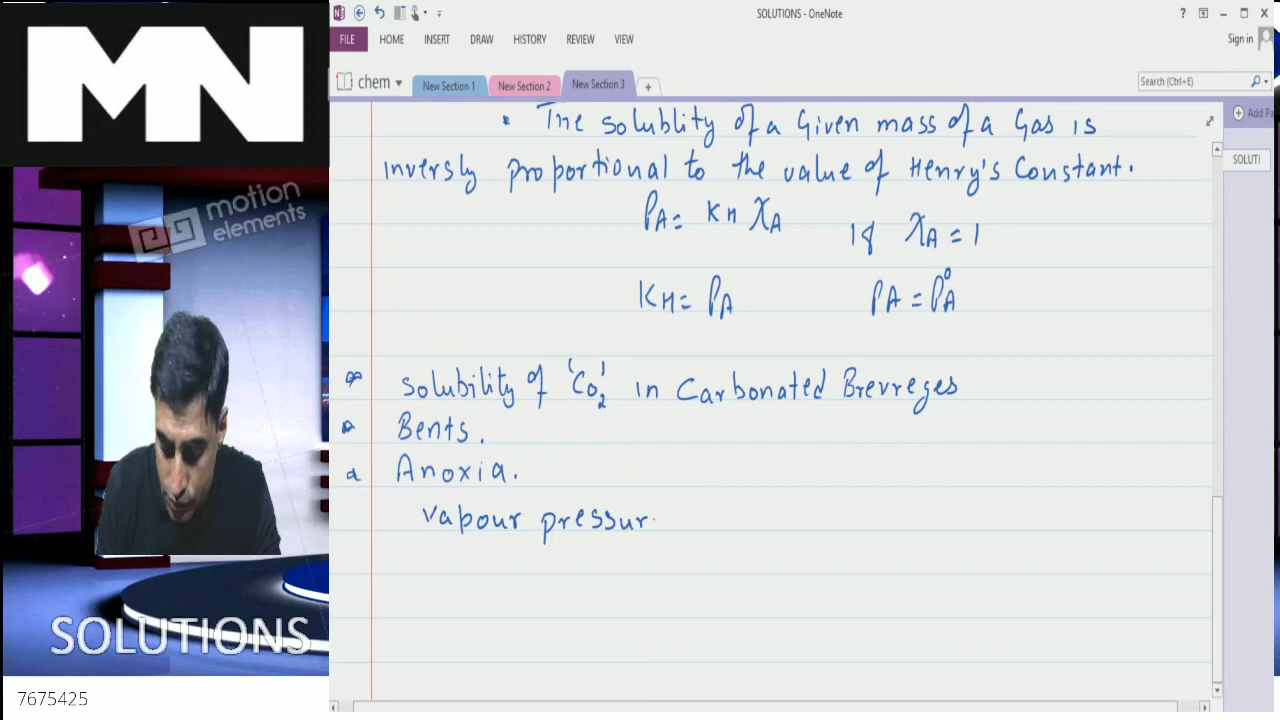 MN
motion
elements
SOLUTIONS
7675425
SOLUTIONS - OneNote
?
Sign in
FILE HOME INSERT DRAW HISTORY REVIEW VIEW
chem New Section 1 New Section 2 New Section 3 +
Search (Ctrl+E)
Add Pa
SOLUTI
The solublity of a Given mass of a Gas is
inversly proportional to the value of Henry's Constant.
PA = KH XA
If XA = 1
KH = PA
PA = P°A
Solubility of 'CO2' in Carbonated Brevreges
Bents.
Anoxia.
vapour pressur